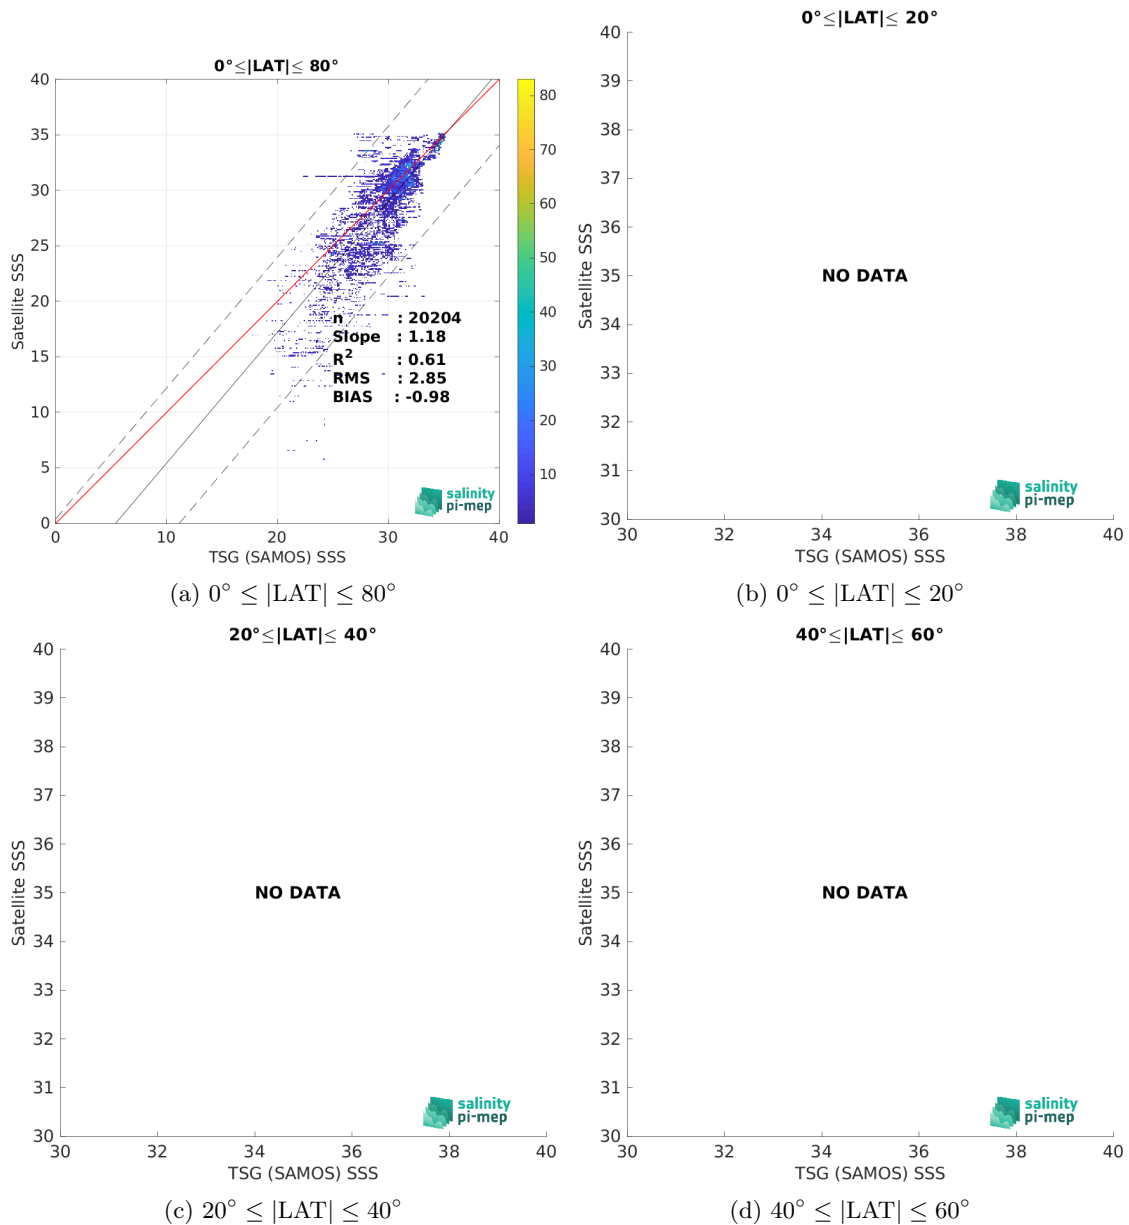 0°≤|LAT|≤ 80°
40
35
30
25
20
15
10
5
0
Satellite SSS
0
10
20
30
40
TSG (SAMOS) SSS
n : 20204
Slope : 1.18
R² : 0.61
RMS : 2.85
BIAS : -0.98
80
70
60
50
40
30
20
10
salinity
pi-mep
(a) 0° ≤ |LAT| ≤ 80°
0°≤|LAT|≤ 20°
40
39
38
37
36
35
34
33
32
31
30
Satellite SSS
NO DATA
30
32
34
36
38
40
TSG (SAMOS) SSS
salinity
pi-mep
(b) 0° ≤ |LAT| ≤ 20°
20°≤|LAT|≤ 40°
40
39
38
37
36
35
34
33
32
31
30
Satellite SSS
NO DATA
30
32
34
36
38
40
TSG (SAMOS) SSS
salinity
pi-mep
(c) 20° ≤ |LAT| ≤ 40°
40°≤|LAT|≤ 60°
40
39
38
37
36
35
34
33
32
31
30
Satellite SSS
NO DATA
30
32
34
36
38
40
TSG (SAMOS) SSS
salinity
pi-mep
(d) 40° ≤ |LAT| ≤ 60°